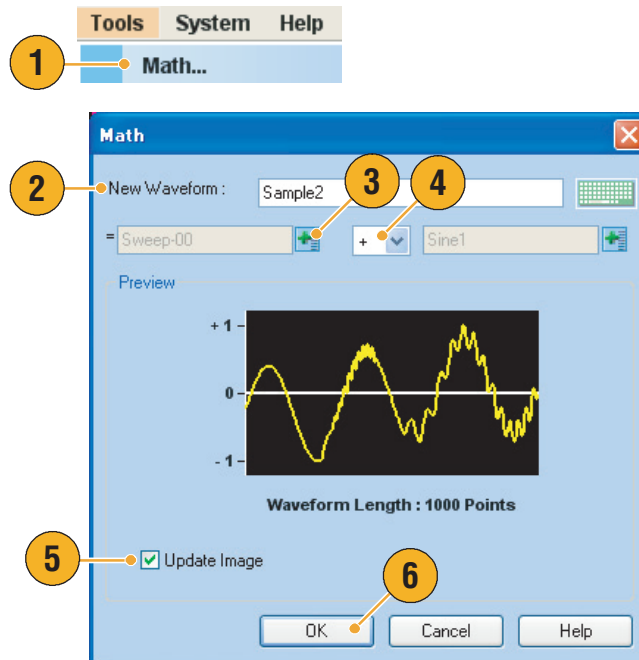 Tools System Help
1
Math...
Math
2
New Waveform :
Sample2
3
4
= Sweep-00
+
Sine1
Preview
+ 1
0
- 1
Waveform Length : 1000 Points
5
Update Image
6
OK Cancel Help